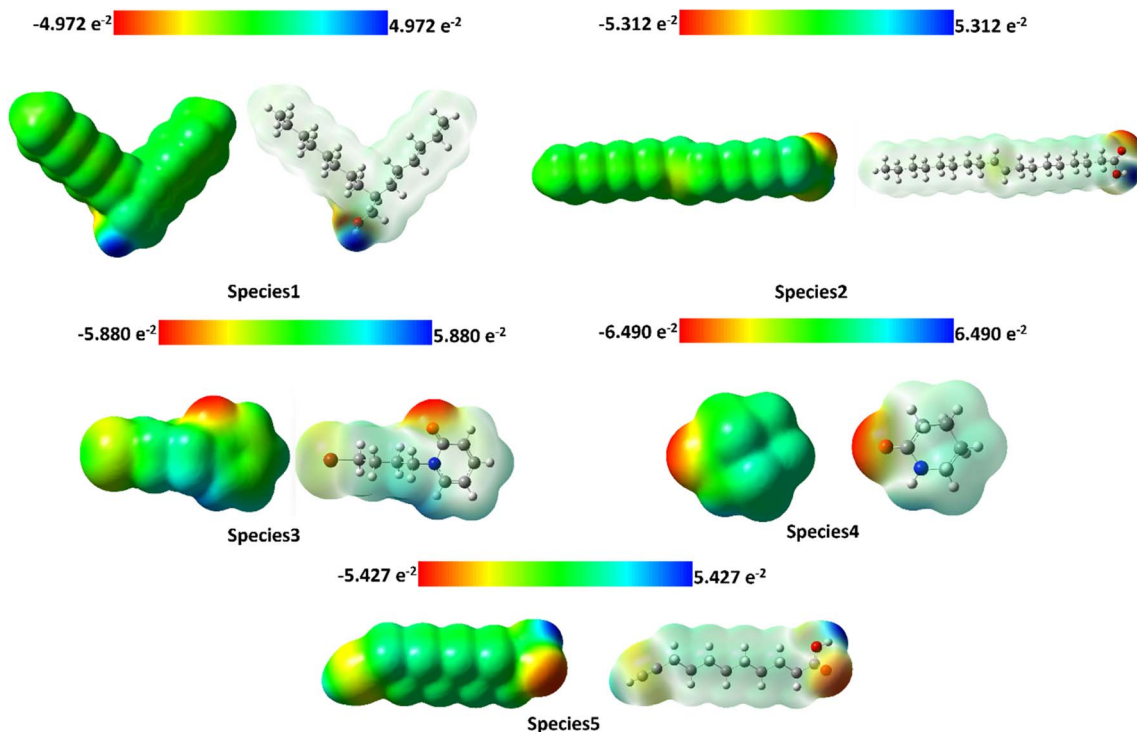 -4.972 e⁻² 4.972 e⁻²
-5.312 e⁻² 5.312 e⁻²
Species1
Species2
-5.880 e⁻² 5.880 e⁻²
-6.490 e⁻² 6.490 e⁻²
Species3
Species4
-5.427 e⁻² 5.427 e⁻²
Species5